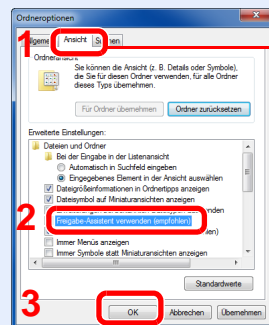 Ordneroptionen
1
Allgemein Ansicht Suchen
Ordneransicht
Sie können die Ansicht (z. B. Details oder Symbole),
die Sie für diesen Ordner verwenden, für alle Ordner
dieses Typs übernehmen.
Für Ordner übernehmen Ordner zurücksetzen
Erweiterte Einstellungen:
Dateien und Ordner
Bei der Eingabe in der Listenansicht
Automatisch in Suchfeld eingeben
Eingegebenes Element in der Ansicht auswählen
Dateigrößeinformationen in Ordnertipps anzeigen
Dateisymbol auf Miniaturansichten anzeigen
2
Freigabe-Assistent verwenden (empfohlen)
Immer Menüs anzeigen
Immer Symbole statt Miniaturansichten anzeigen
Standardwerte
3
OK Abbrechen Übernehmen